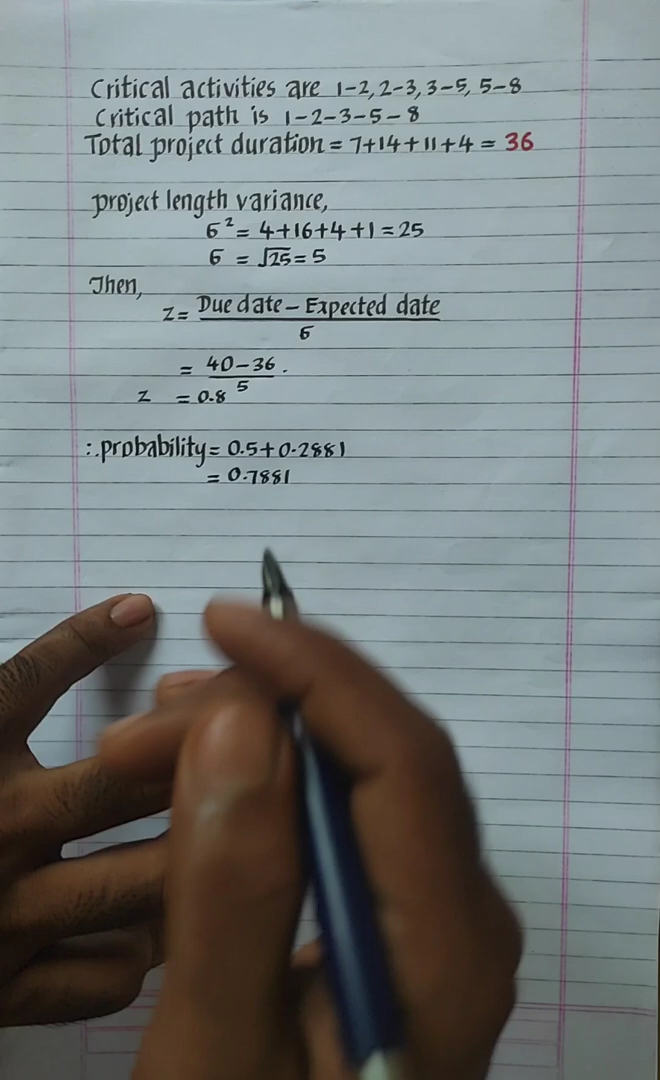 Critical activities are 1-2, 2-3, 3-5, 5-8
Critical path is 1-2-3-5-8
Total project duration = 7+14+11+4 = 36
project length variance,
σ² = 4+16+4+1 = 25
σ = √25 = 5
Then,
Z = Due date - Expected date
σ
= 40-36
5
Z = 0.8
∴ probability = 0.5+0.2881
= 0.7881